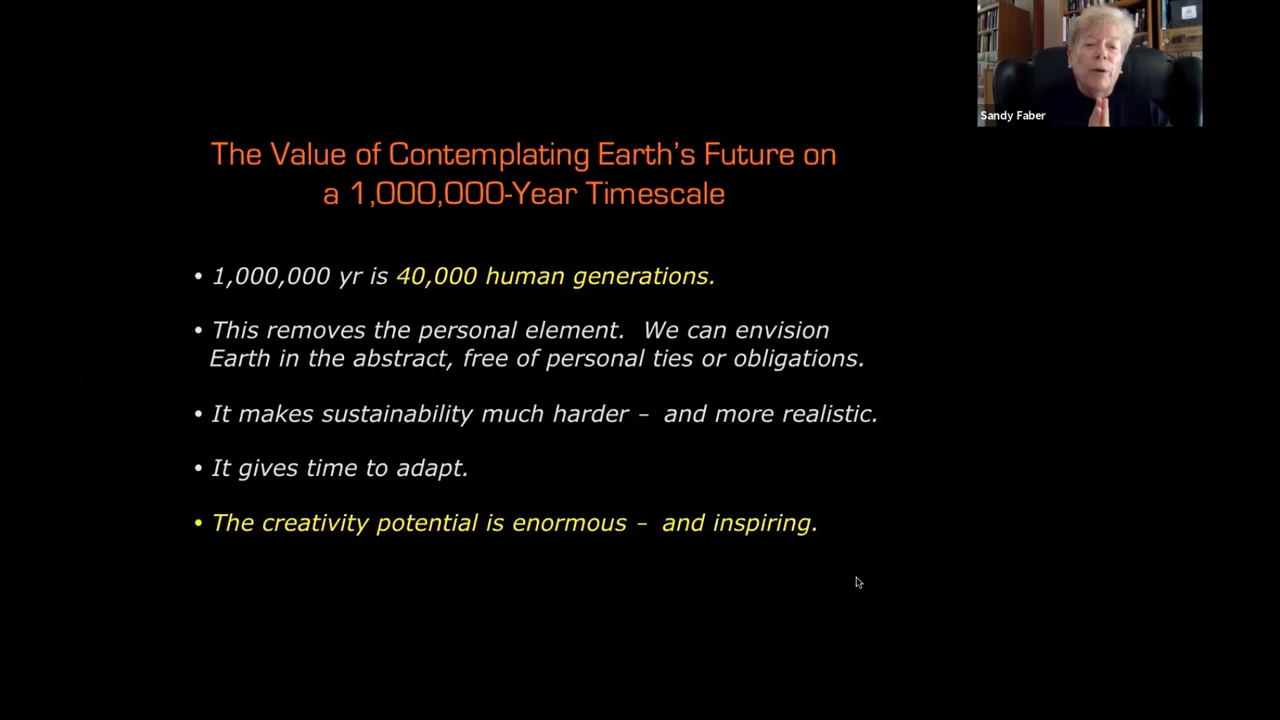 Sandy Faber
The Value of Contemplating Earth's Future on
a 1,000,000-Year Timescale
• 1,000,000 yr is 40,000 human generations.
• This removes the personal element.  We can envision
Earth in the abstract, free of personal ties or obligations.
• It makes sustainability much harder –  and more realistic.
• It gives time to adapt.
• The creativity potential is enormous –  and inspiring.